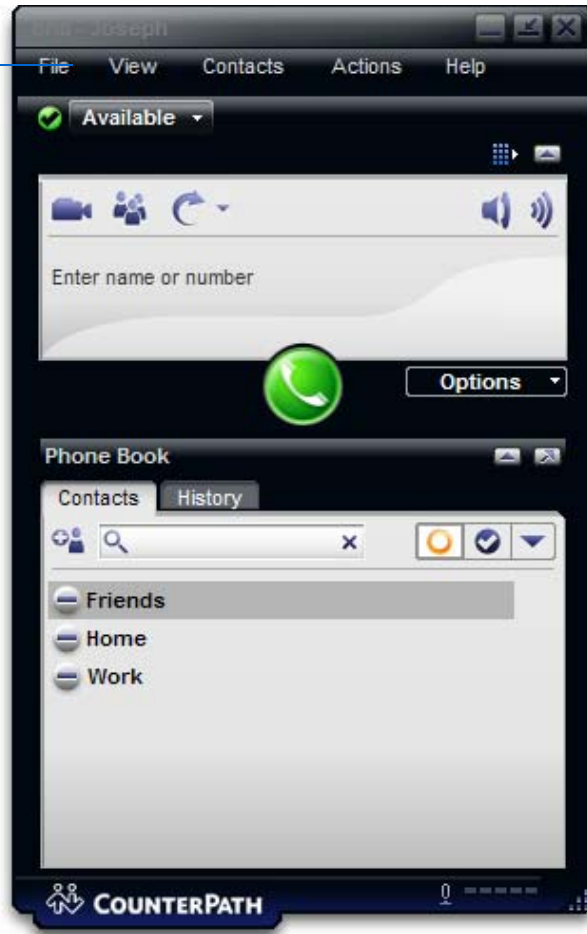 Joseph
File View Contacts Actions Help
Available
Enter name or number
Options
Phone Book
Contacts History
Friends
Home
Work
COUNTERPATH